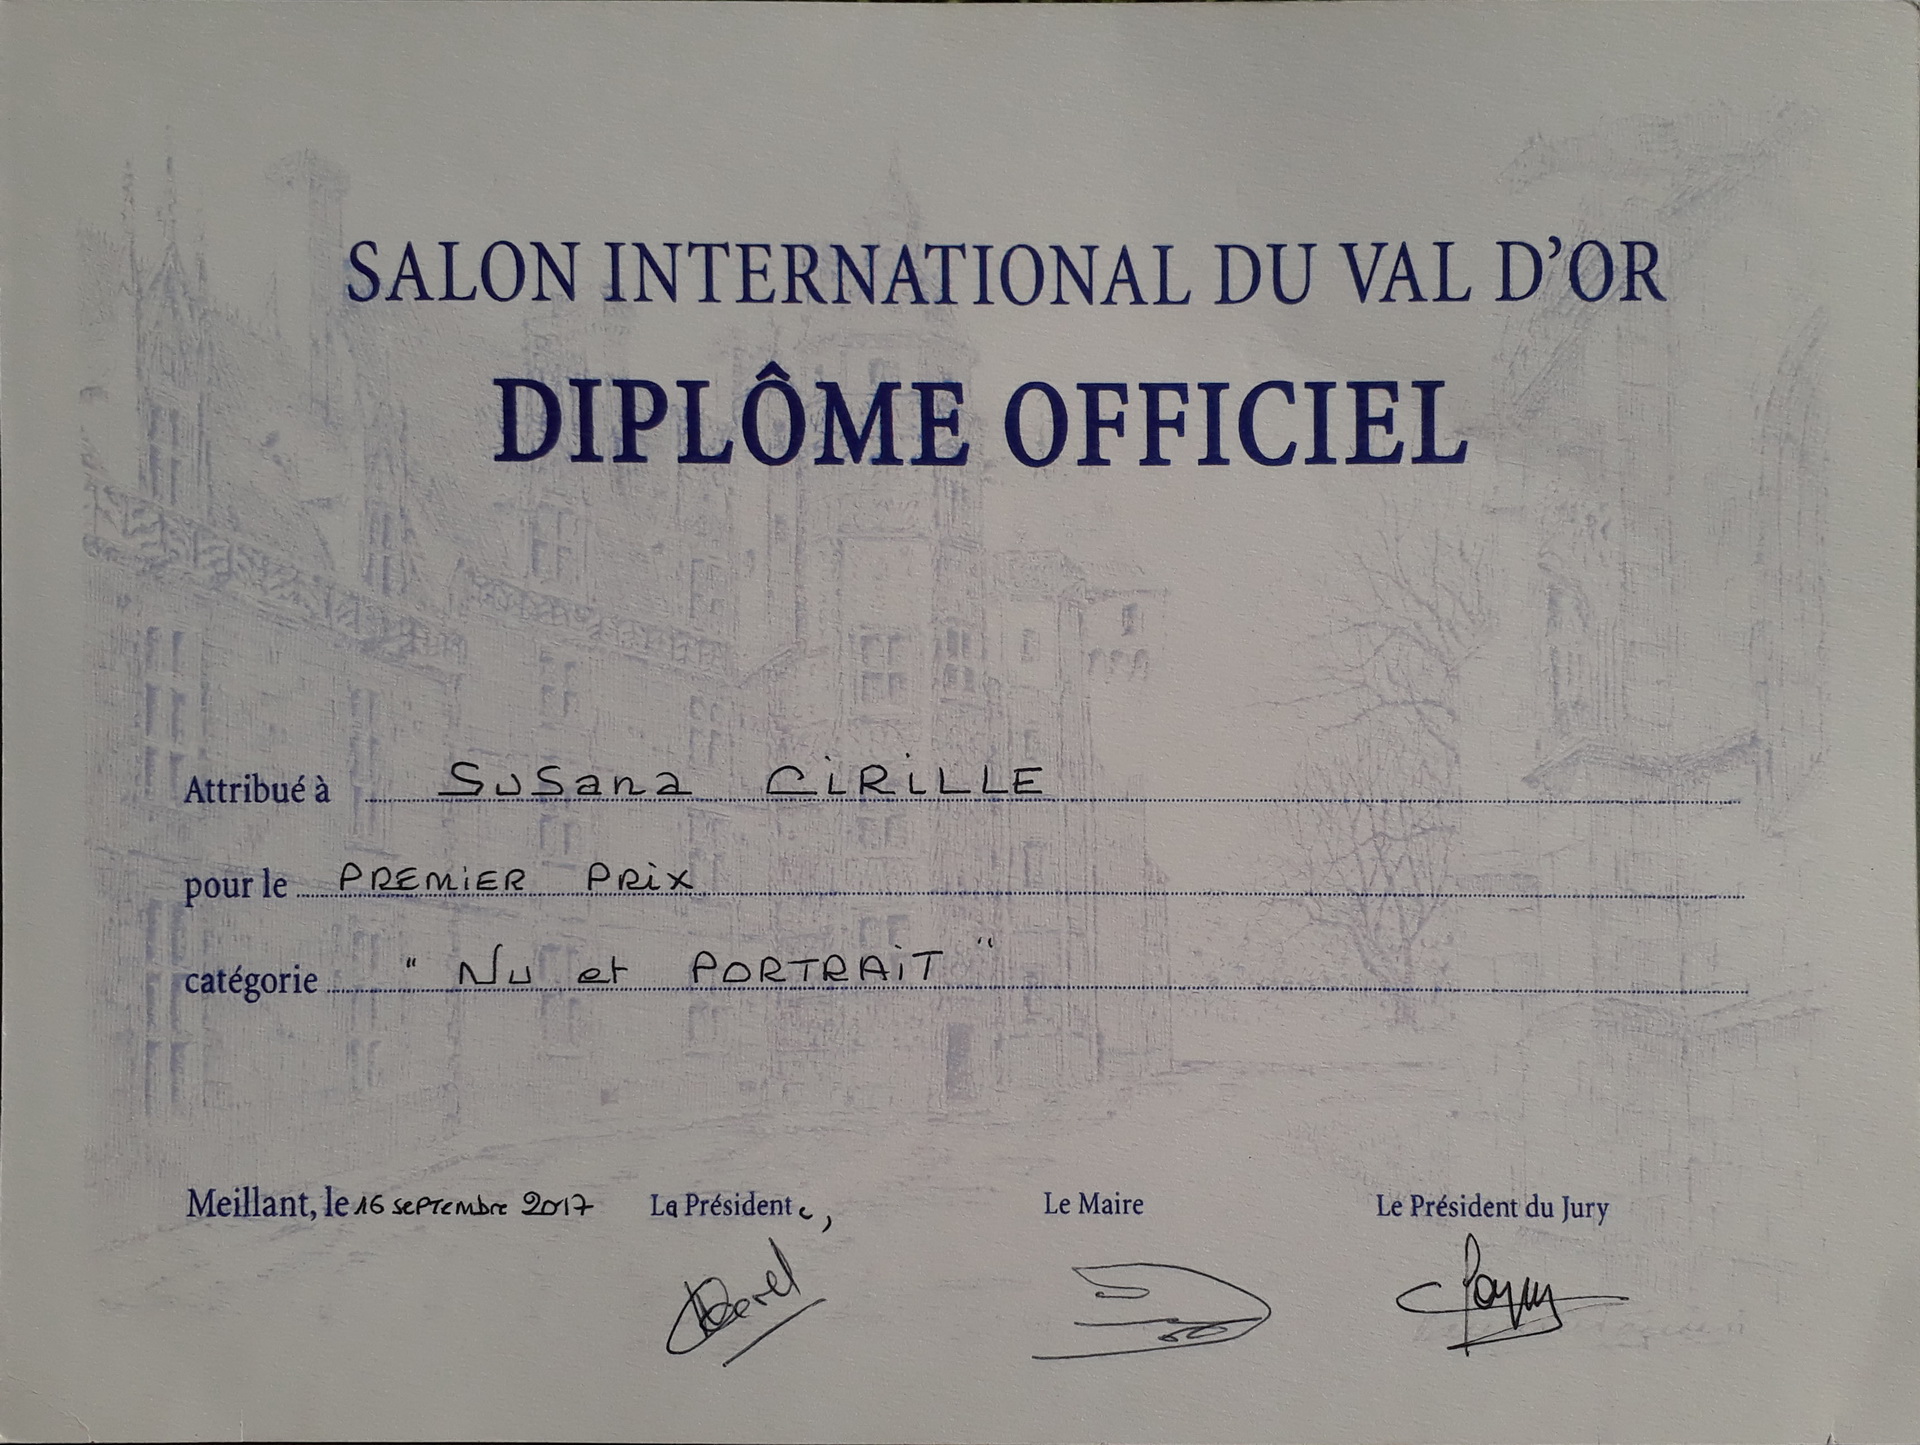 SALON INTERNATIONAL DU VAL D'OR
DIPLÔME OFFICIEL
Attribué à Susana CIRILLE
pour le PREMIER PRIX
catégorie " Nu et PORTRAIT "
Meillant, le 16 septembre 2017 La Présidente, Le Maire Le Président du Jury